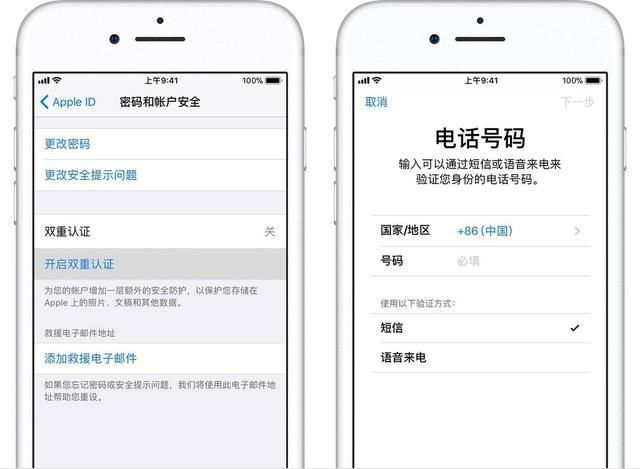 上午9:41
100%
Apple ID
密码和帐户安全
更改密码
更改安全提示问题
双重认证
关
开启双重认证
为您的帐户增加一层额外的安全防护，以保护您存储在
Apple 上的照片、文稿和其他数据。
救援电子邮件地址
添加救援电子邮件
如果您忘记密码或安全提示问题，我们将使用此电子邮件地
址帮助您重设。
上午9:41
100%
取消
下一步
电话号码
输入可以通过短信或语音来电来
验证您身份的电话号码。
国家/地区
+86 (中国)
号码
必填
使用以下验证方式：
短信
语音来电